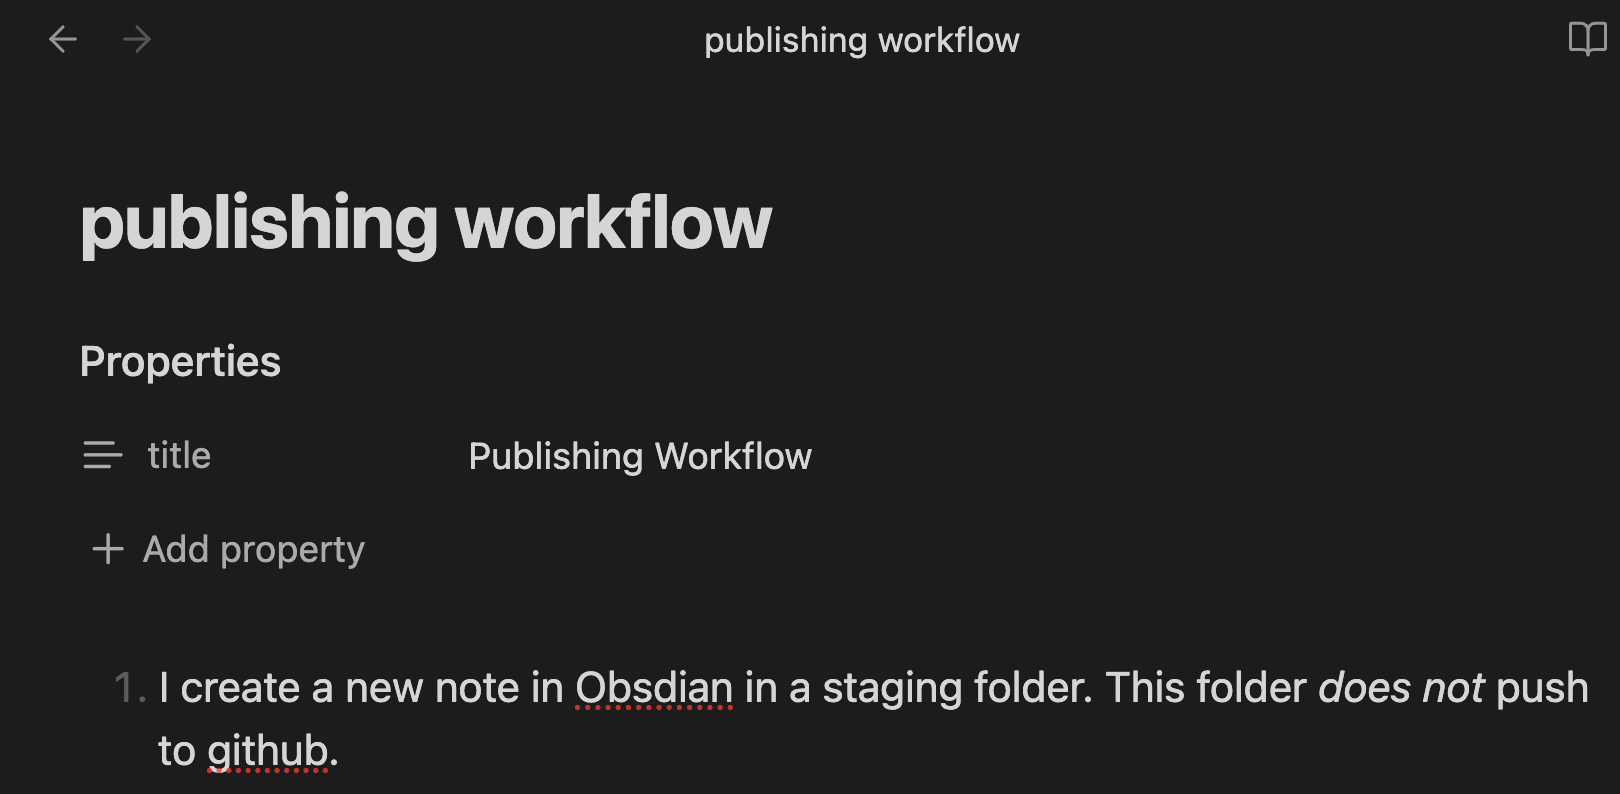 publishing workflow
publishing workflow
Properties
title Publishing Workflow
Add property
1. I create a new note in Obsdian in a staging folder. This folder does not push
to github.